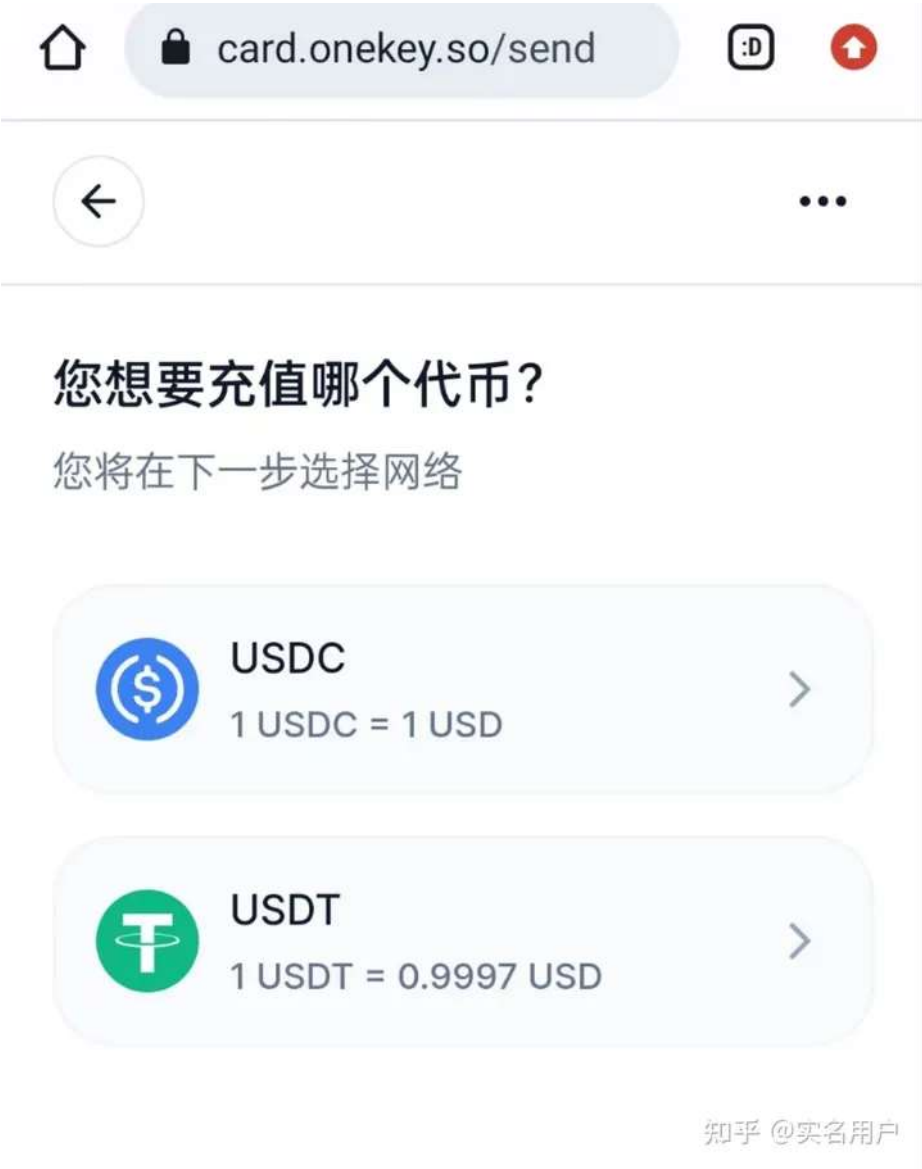 card.onekey.so/send
:D
您想要充值哪个代币？
您将在下一步选择网络
USDC
1 USDC = 1 USD
USDT
1 USDT = 0.9997 USD
知乎 @实名用户